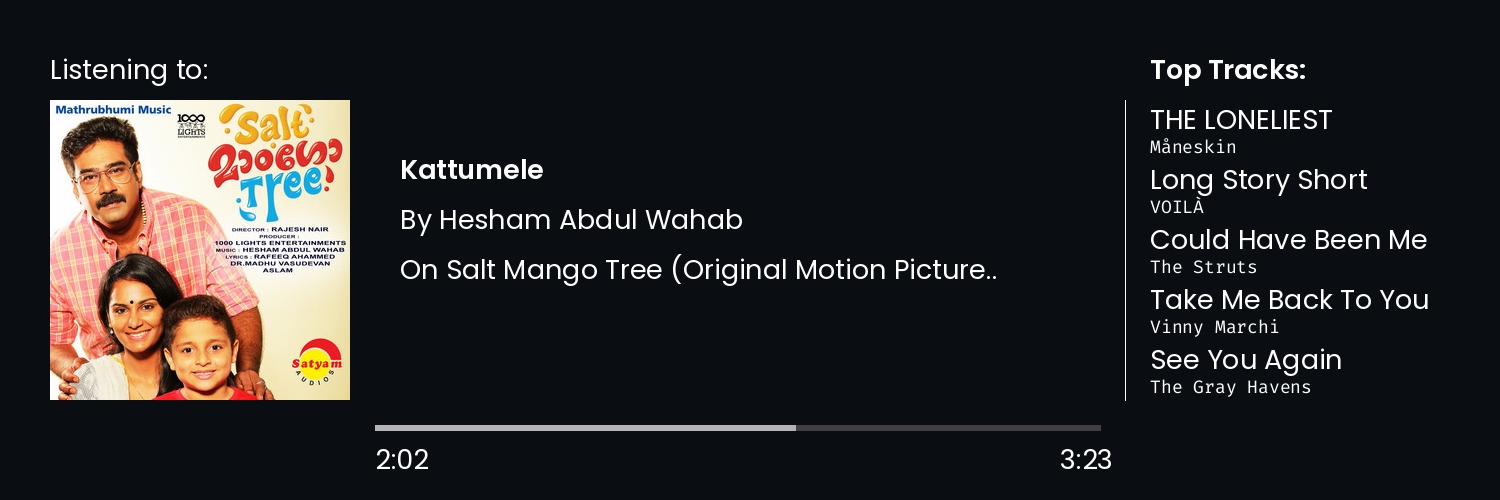 Listening to:
Mathrubhumi Music
1000
LIGHTS
ENTERTAINMENTS
Salt
മാംഗോ
Tree
DIRECTOR : RAJESH NAIR
PRODUCER :
1000 LIGHTS ENTERTAINMENTS
MUSIC : HESHAM ABDUL WAHAB
LYRICS : RAFEEQ AHAMMED
DR.MADHU VASUDEVAN
ASLAM
Satyam
AUDIOS
Kattumele
By Hesham Abdul Wahab
On Salt Mango Tree (Original Motion Picture..
2:02
3:23
Top Tracks:
THE LONELIEST
Måneskin
Long Story Short
VOILÀ
Could Have Been Me
The Struts
Take Me Back To You
Vinny Marchi
See You Again
The Gray Havens